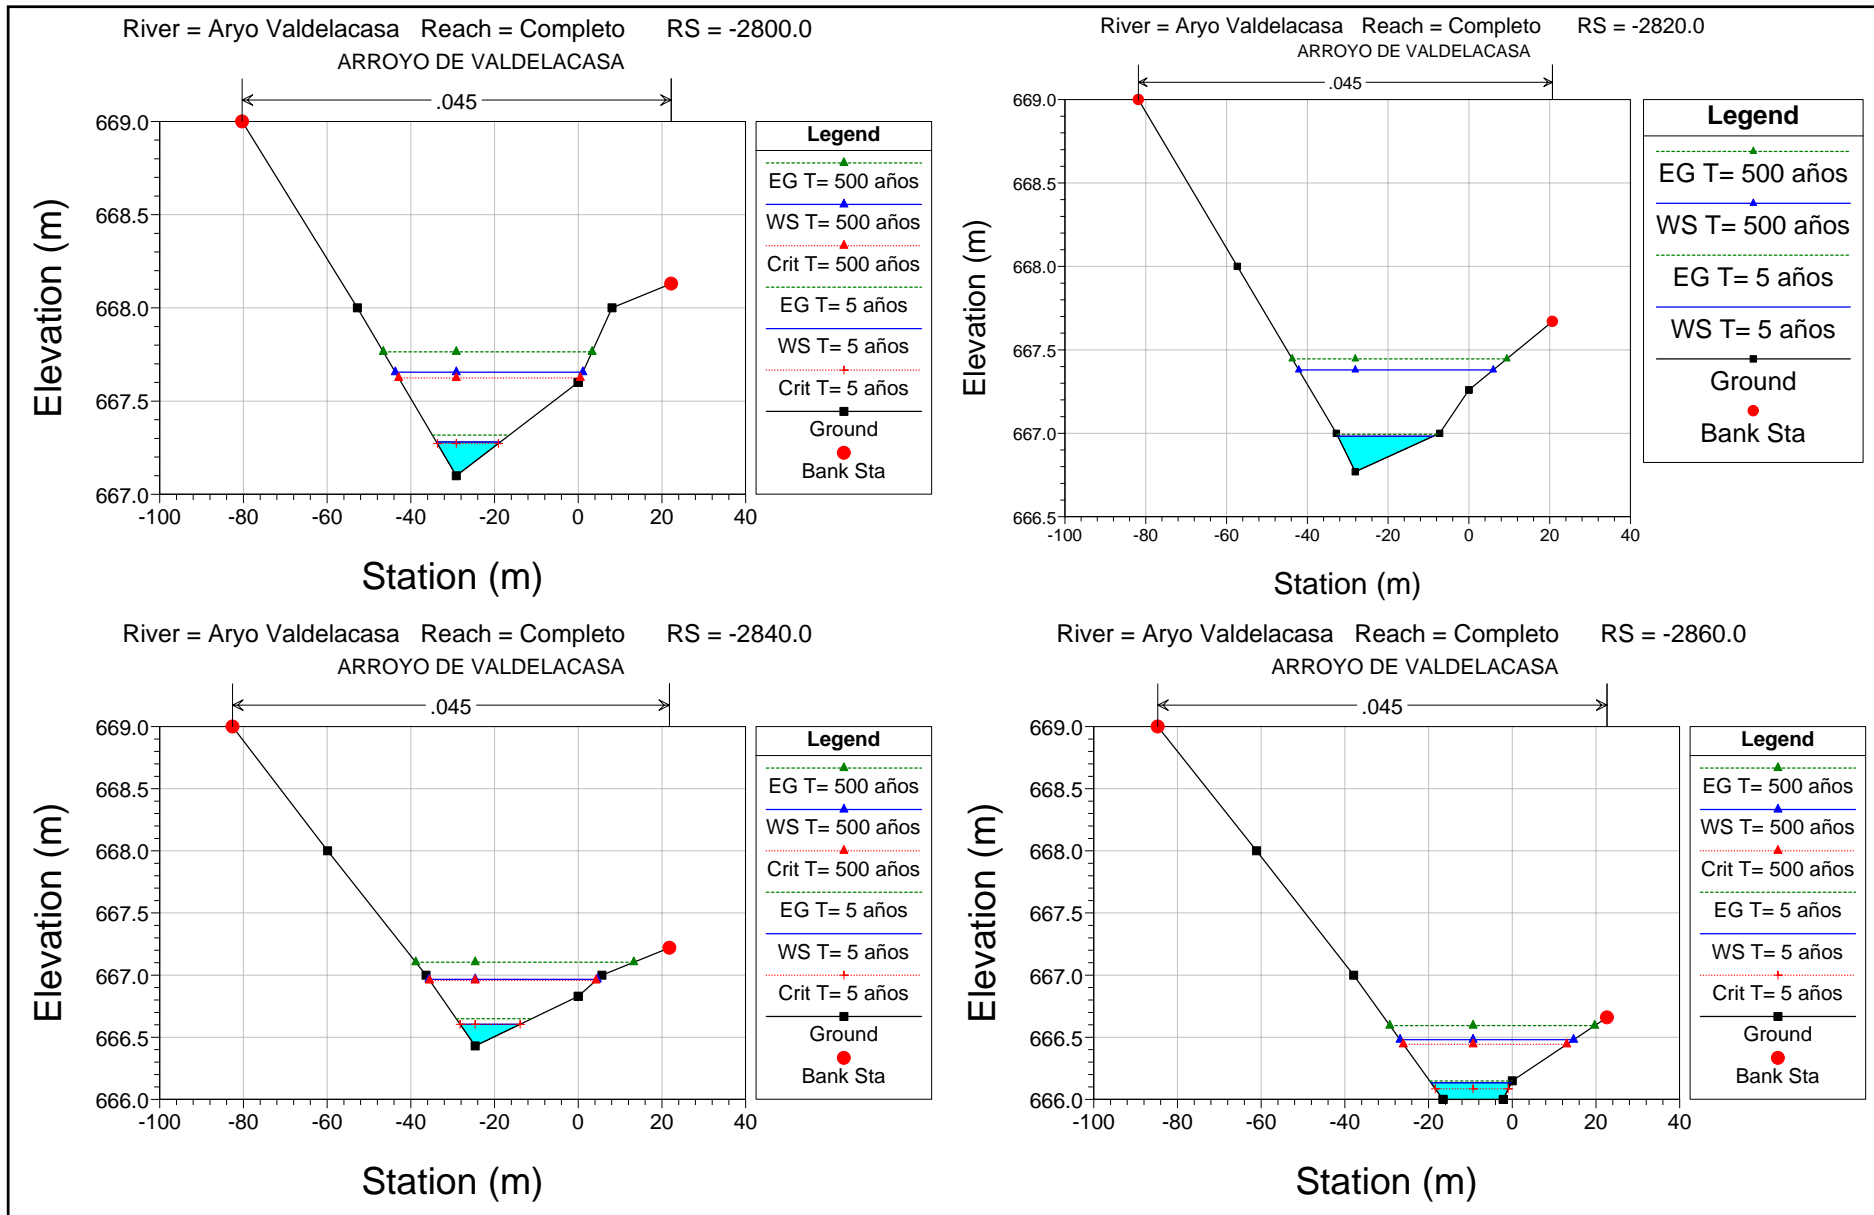 River = Aryo Valdelacasa Reach = Completo RS = -2800.0
ARROYO DE VALDELACASA
.045
669.0
668.5
668.0
667.5
667.0
-100 -80 -60 -40 -20 0 20 40
Elevation (m)
Station (m)
Legend
EG T= 500 años
WS T= 500 años
Crit T= 500 años
EG T= 5 años
WS T= 5 años
Crit T= 5 años
Ground
Bank Sta
River = Aryo Valdelacasa Reach = Completo RS = -2820.0
ARROYO DE VALDELACASA
.045
669.0
668.5
668.0
667.5
667.0
666.5
-100 -80 -60 -40 -20 0 20 40
Elevation (m)
Station (m)
Legend
EG T= 500 años
WS T= 500 años
EG T= 5 años
WS T= 5 años
Ground
Bank Sta
River = Aryo Valdelacasa Reach = Completo RS = -2840.0
ARROYO DE VALDELACASA
.045
669.0
668.5
668.0
667.5
667.0
666.5
666.0
-100 -80 -60 -40 -20 0 20 40
Elevation (m)
Station (m)
Legend
EG T= 500 años
WS T= 500 años
Crit T= 500 años
EG T= 5 años
WS T= 5 años
Crit T= 5 años
Ground
Bank Sta
River = Aryo Valdelacasa Reach = Completo RS = -2860.0
ARROYO DE VALDELACASA
.045
669.0
668.5
668.0
667.5
667.0
666.5
666.0
-100 -80 -60 -40 -20 0 20 40
Elevation (m)
Station (m)
Legend
EG T= 500 años
WS T= 500 años
Crit T= 500 años
EG T= 5 años
WS T= 5 años
Crit T= 5 años
Ground
Bank Sta